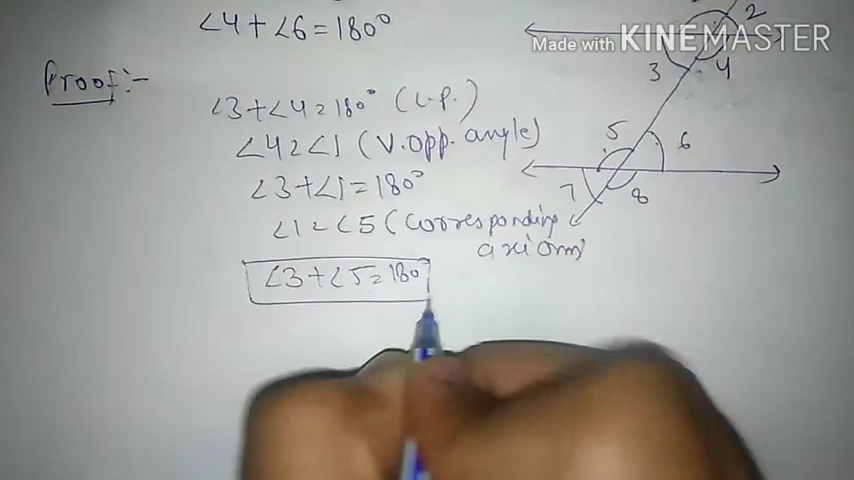 ∠4 + ∠6 = 180°
2
Made with KINEMASTER
Proof:-
3
4
∠3 + ∠4 = 180° (L.P.)
∠4 = ∠1 (V. opp. angle)
5
6
∠3 + ∠1 = 180°
7
8
∠1 = ∠5 (Corresponding
axiom)
∠3 + ∠5 = 180°